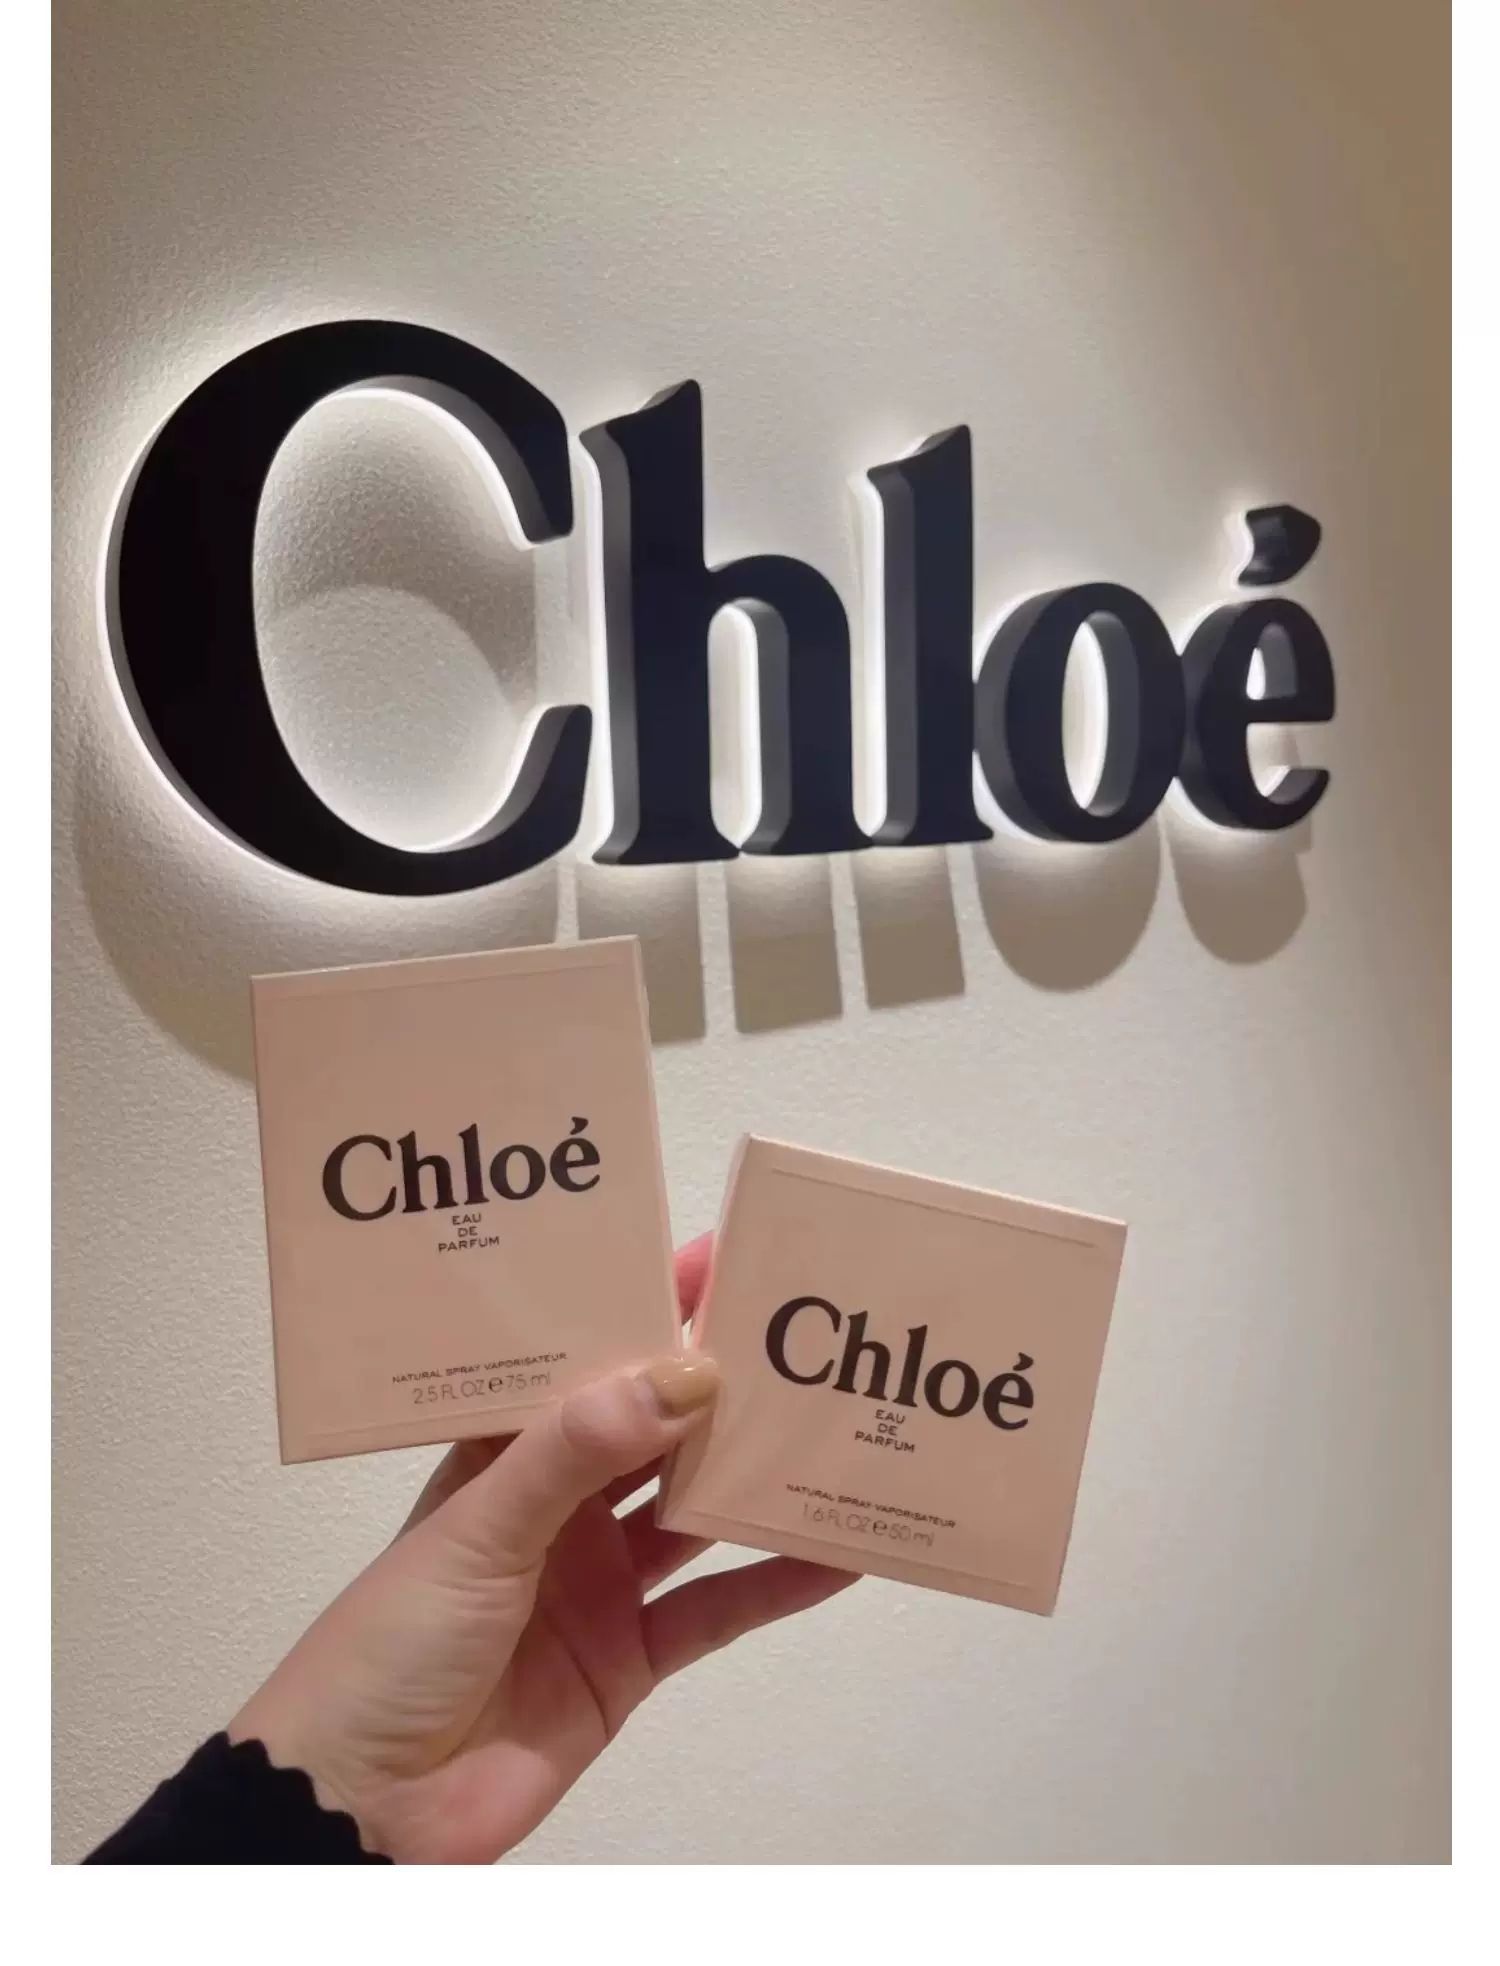 Chloé
Chloé
EAU
DE
PARFUM
NATURAL SPRAY VAPORISATEUR
2.5 FL OZ e 75 ml
Chloé
EAU
DE
PARFUM
NATURAL SPRAY VAPORISATEUR
1.6 FL OZ e 50 ml